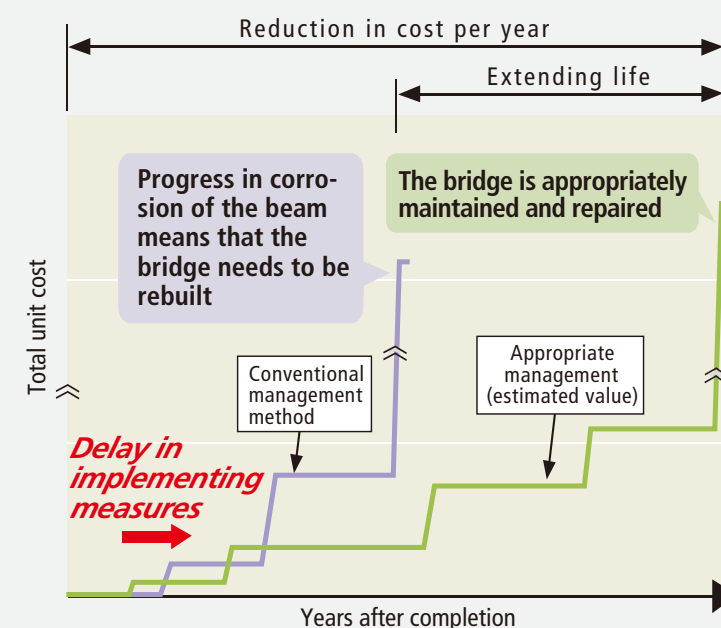 Reduction in cost per year
Extending life
Progress in corro-
sion of the beam
means that the
bridge needs to be
rebuilt
The bridge is appropriately
maintained and repaired
Total unit cost
Conventional
management
method
Appropriate
management
(estimated value)
Delay in
implementing
measures
Years after completion